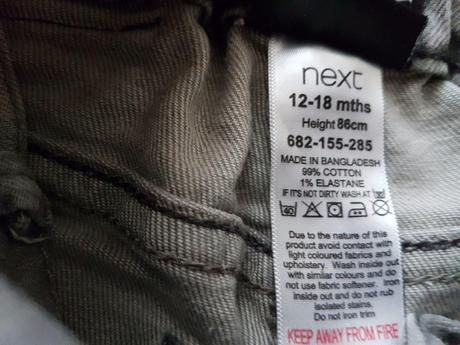 next
12-18 mths
Height 86cm
682-155-285
MADE IN BANGLADESH
99% COTTON
1% ELASTANE
IF IT'S NOT DIRTY WASH AT
40
Due to the nature of this
product avoid contact with
light coloured fabrics and
upholstery. Wash inside out
with similar colours and do
not use fabric softener. Iron
Inside out and do not rub
isolated stains.
Do not iron trim
KEEP AWAY FROM FIRE